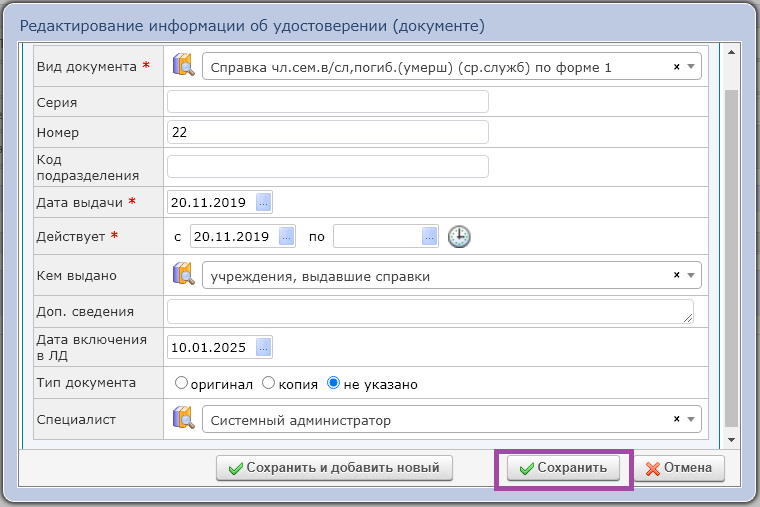 Редактирование информации об удостоверении (документе)
Вид документа * Справка чл.сем.в/сл,погиб.(умерш) (ср.служб) по форме 1 ×
Серия
Номер 22
Код
подразделения
Дата выдачи * 20.11.2019 ...
Действует * с 20.11.2019 ... по ...
Кем выдано учреждения, выдавшие справки ×
Доп. сведения
Дата включения
в ЛД 10.01.2025 ...
Тип документа оригинал копия не указано
Специалист Системный администратор ×
Сохранить и добавить новый Сохранить Отмена